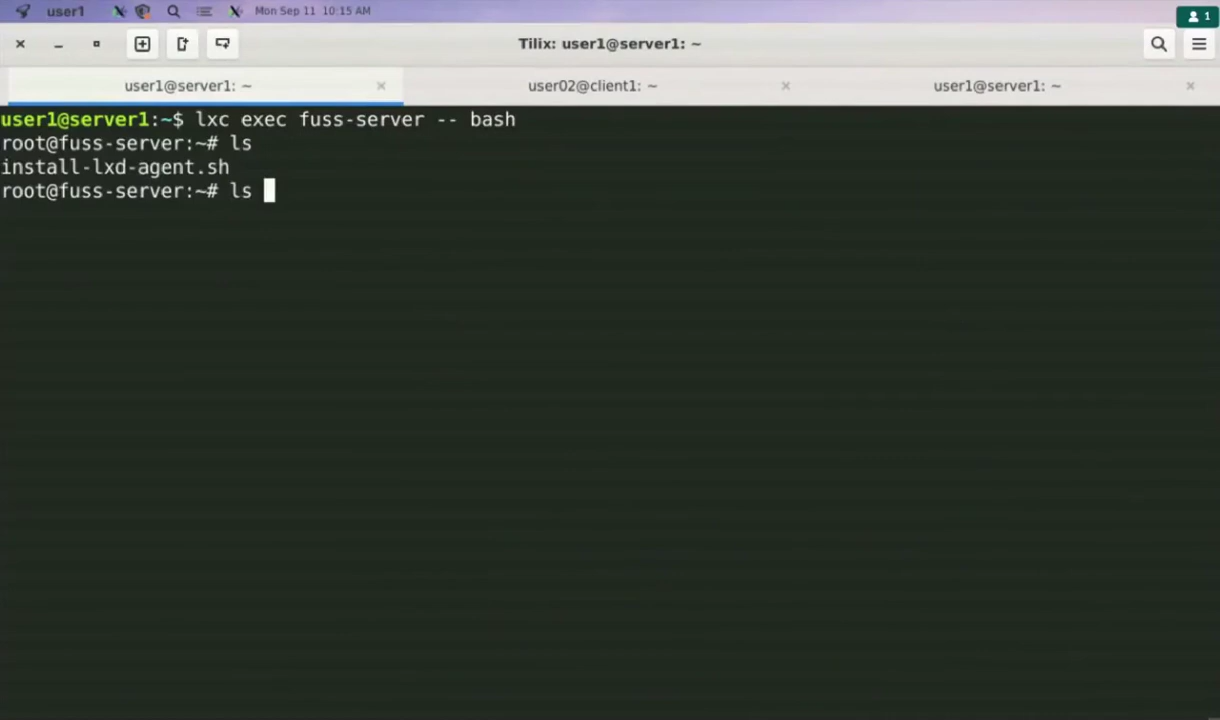 user1
Mon Sep 11 10:15 AM
1
Tilix: user1@server1: ~
user1@server1: ~
user02@client1: ~
user1@server1: ~
user1@server1:~$ lxc exec fuss-server -- bash
root@fuss-server:~# ls
install-lxd-agent.sh
root@fuss-server:~# ls